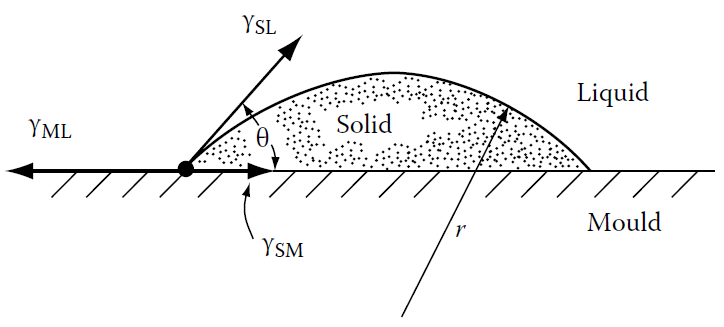 γSL
Liquid
γML
θ
Solid
r
Mould
γSM